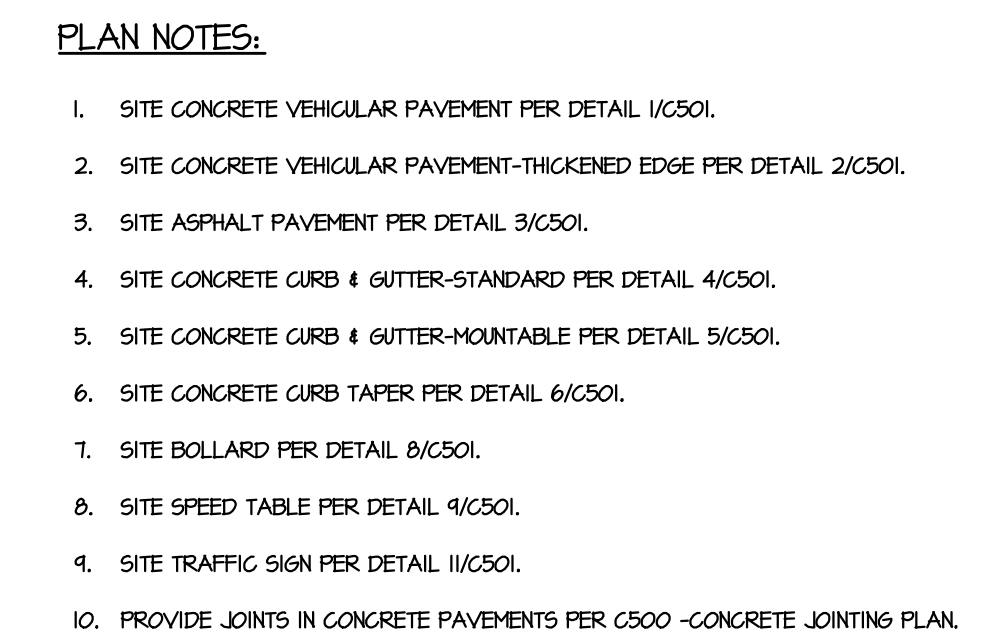 PLAN NOTES:
1. SITE CONCRETE VEHICULAR PAVEMENT PER DETAIL 1/C501.
2. SITE CONCRETE VEHICULAR PAVEMENT-THICKENED EDGE PER DETAIL 2/C501.
3. SITE ASPHALT PAVEMENT PER DETAIL 3/C501.
4. SITE CONCRETE CURB & GUTTER-STANDARD PER DETAIL 4/C501.
5. SITE CONCRETE CURB & GUTTER-MOUNTABLE PER DETAIL 5/C501.
6. SITE CONCRETE CURB TAPER PER DETAIL 6/C501.
7. SITE BOLLARD PER DETAIL 8/C501.
8. SITE SPEED TABLE PER DETAIL 9/C501.
9. SITE TRAFFIC SIGN PER DETAIL 11/C501.
10. PROVIDE JOINTS IN CONCRETE PAVEMENTS PER C500 -CONCRETE JOINTING PLAN.